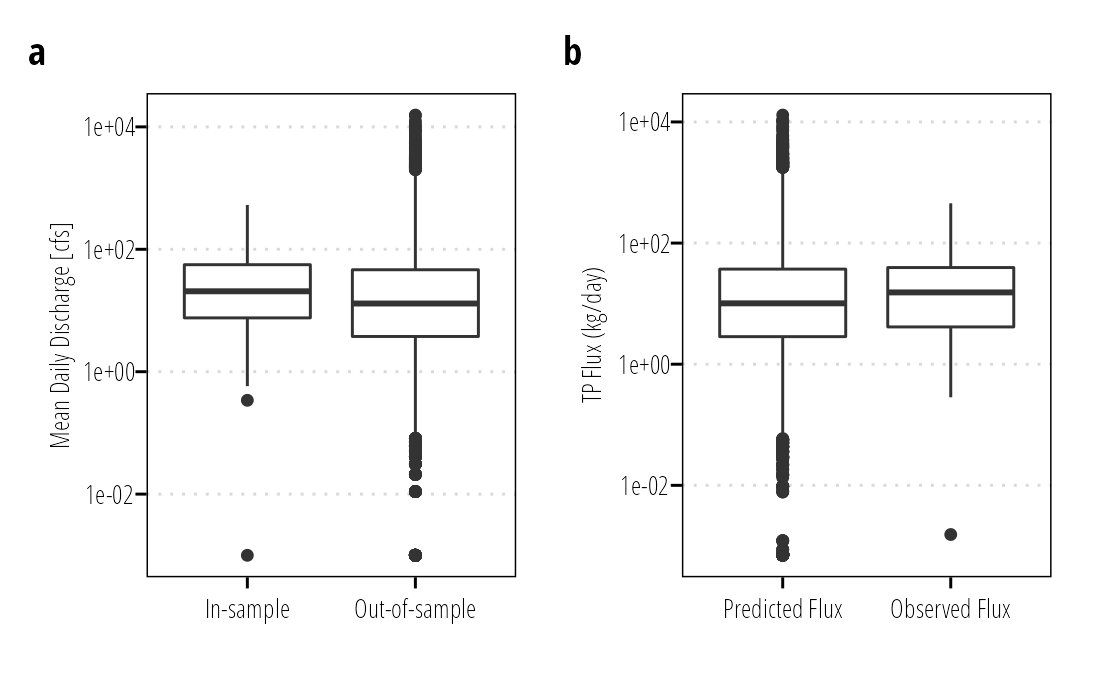 a
Mean Daily Discharge [cfs]
1e+04
1e+02
1e+00
1e-02
In-sample
Out-of-sample
b
TP Flux (kg/day)
1e+04
1e+02
1e+00
1e-02
Predicted Flux
Observed Flux